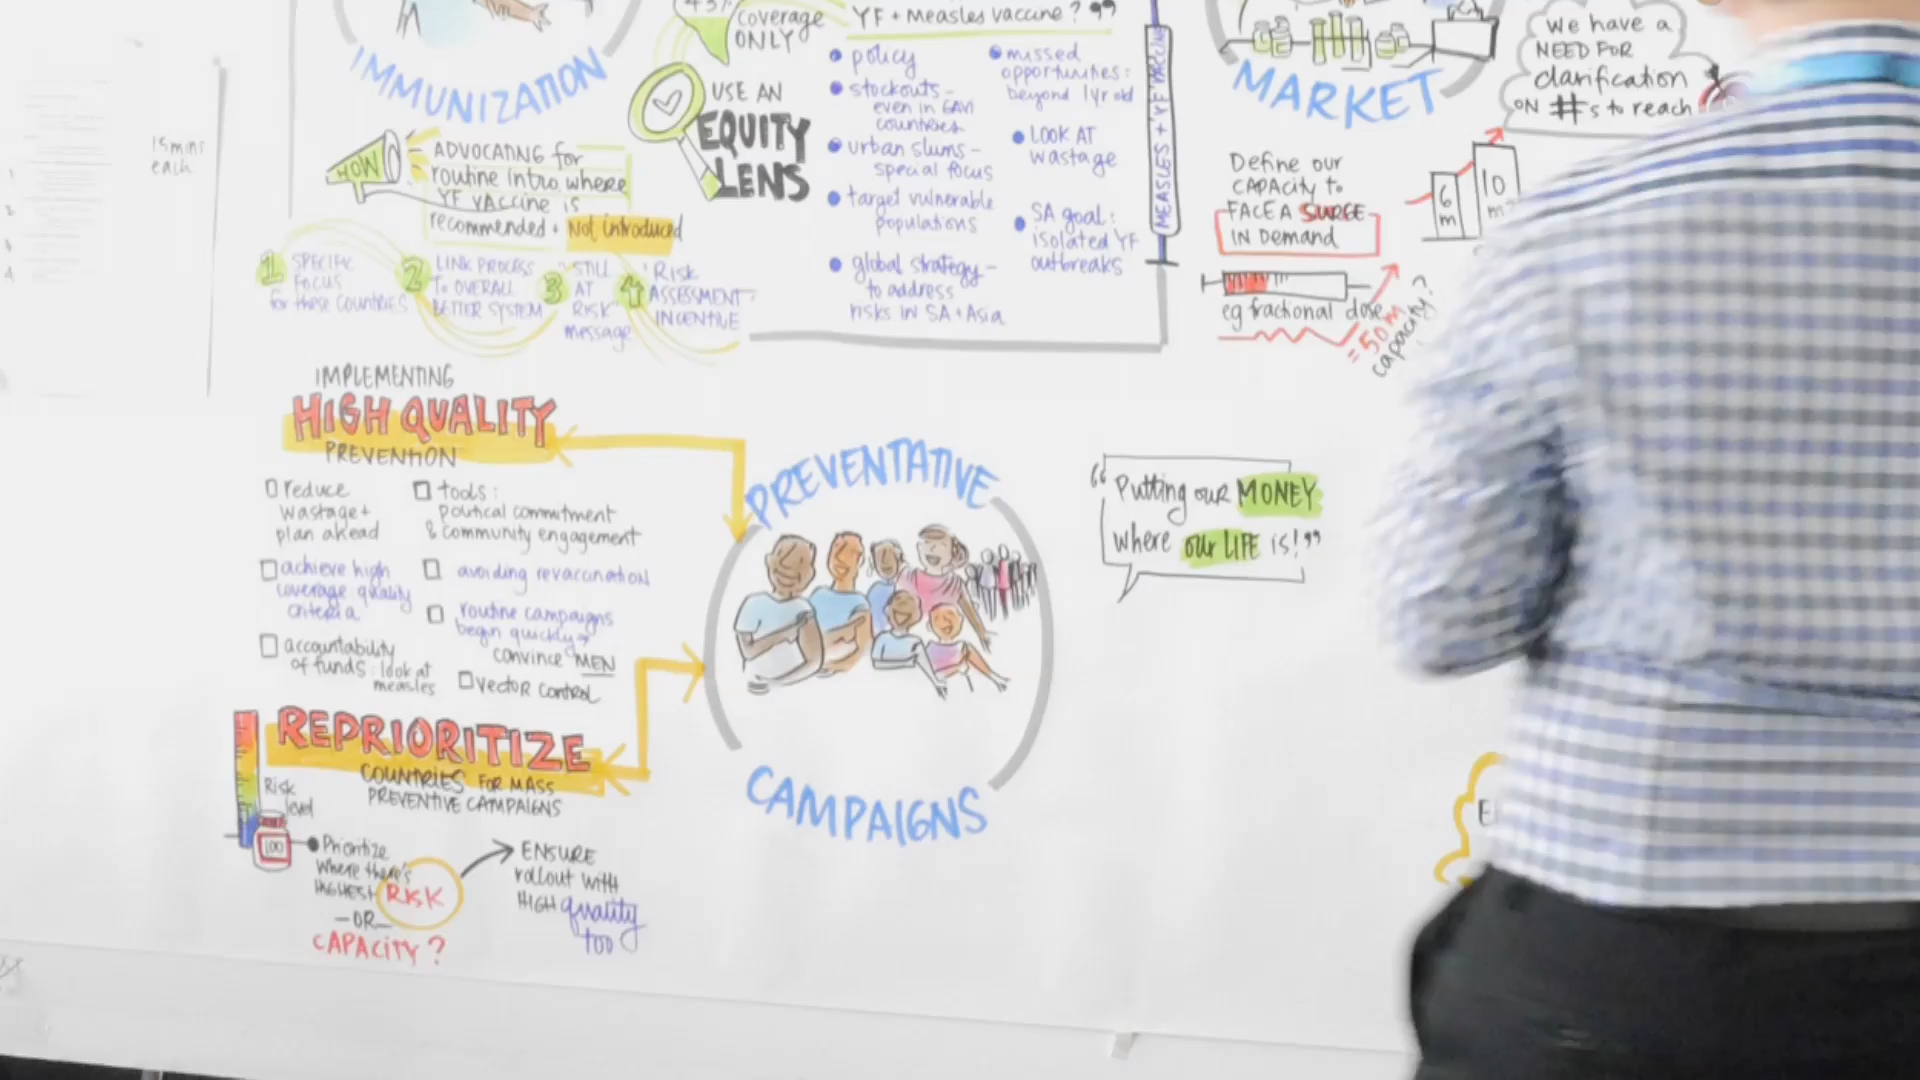 15 mins
each
IMMUNIZATION
HOW
ADVOCATING for
routine intro where
YF vaccine is
recommended + Not introduced
1 SPECIFIC
FOCUS
for these countries
2 LINK PROCESS
TO OVERALL
BETTER SYSTEM
3 "STILL
AT
RISK"
message
4 RISK
ASSESSMENT
INCENTIVE
coverage
ONLY
USE AN
EQUITY
LENS
YF + Measles vaccine? "
policy
stockouts -
even in GAVI
countries
urban slums -
special focus
target vulnerable
populations
global strategy -
to address
risks in SA + Asia
missed
opportunities:
beyond 1yr old
LOOK AT
wastage
SA goal:
isolated YF
outbreaks
MEASLES + YF VACCINE
MARKET
We have a
NEED FOR
clarification
ON #s to reach
Define our
CAPACITY to
FACE A SURGE
IN Demand
6
m
10
m?
eg fractional dose
= 50m
capacity?
IMPLEMENTING
HIGH QUALITY
PREVENTION
reduce
wastage +
plan ahead
achieve high
coverage quality
criteria
accountability
of funds: look at
measles
tools:
political commitment
& community engagement
avoiding revaccination
routine campaigns
begin quickly →
convince MEN
vector control
REPRIORITIZE
COUNTRIES FOR MASS
PREVENTIVE CAMPAIGNS
Risk
level
100
Prioritize
where there's
HIGHEST RISK
- OR -
CAPACITY?
ENSURE
rollout with
HIGH quality
too
PREVENTATIVE
CAMPAIGNS
"Putting our MONEY
where our LIFE is!"